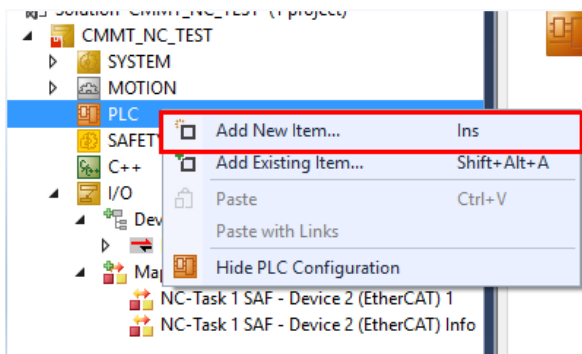 Solution 'CMMT_NC_TEST' (1 project)
CMMT_NC_TEST
SYSTEM
MOTION
PLC
Add New Item... Ins
SAFETY
Add Existing Item... Shift+Alt+A
C++
Paste Ctrl+V
I/O
Paste with Links
Dev
Hide PLC Configuration
Map
NC-Task 1 SAF - Device 2 (EtherCAT) 1
NC-Task 1 SAF - Device 2 (EtherCAT) Info